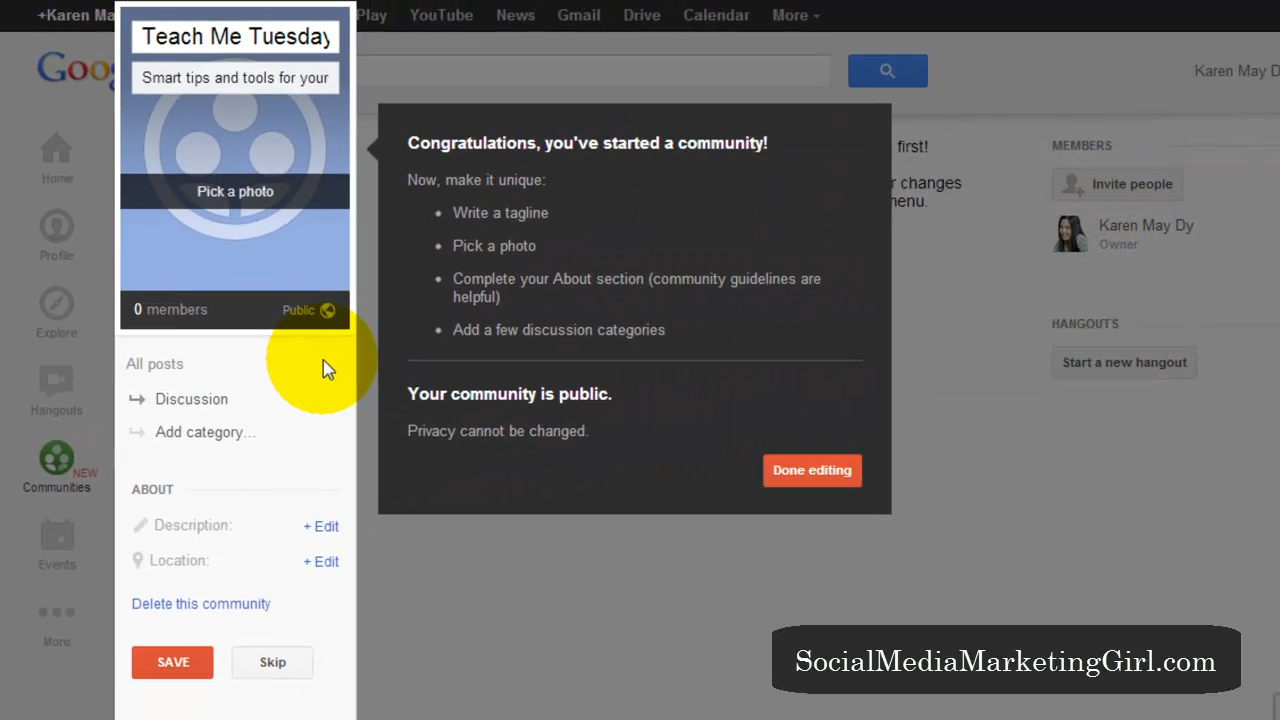 +Karen Ma
Play
YouTube
News
Gmail
Drive
Calendar
More
Goo
Karen May D
Teach Me Tuesday
Smart tips and tools for your
Pick a photo
0 members
Public
Home
Profile
Explore
Hangouts
NEW
Communities
Events
More
All posts
Discussion
Add category...
ABOUT
Description:
+ Edit
Location:
+ Edit
Delete this community
SAVE
Skip
Congratulations, you've started a community!
Now, make it unique:
• Write a tagline
• Pick a photo
• Complete your About section (community guidelines are
helpful)
• Add a few discussion categories
Your community is public.
Privacy cannot be changed.
Done editing
first!
r changes
nenu.
MEMBERS
Invite people
Karen May Dy
Owner
HANGOUTS
Start a new hangout
SocialMediaMarketingGirl.com